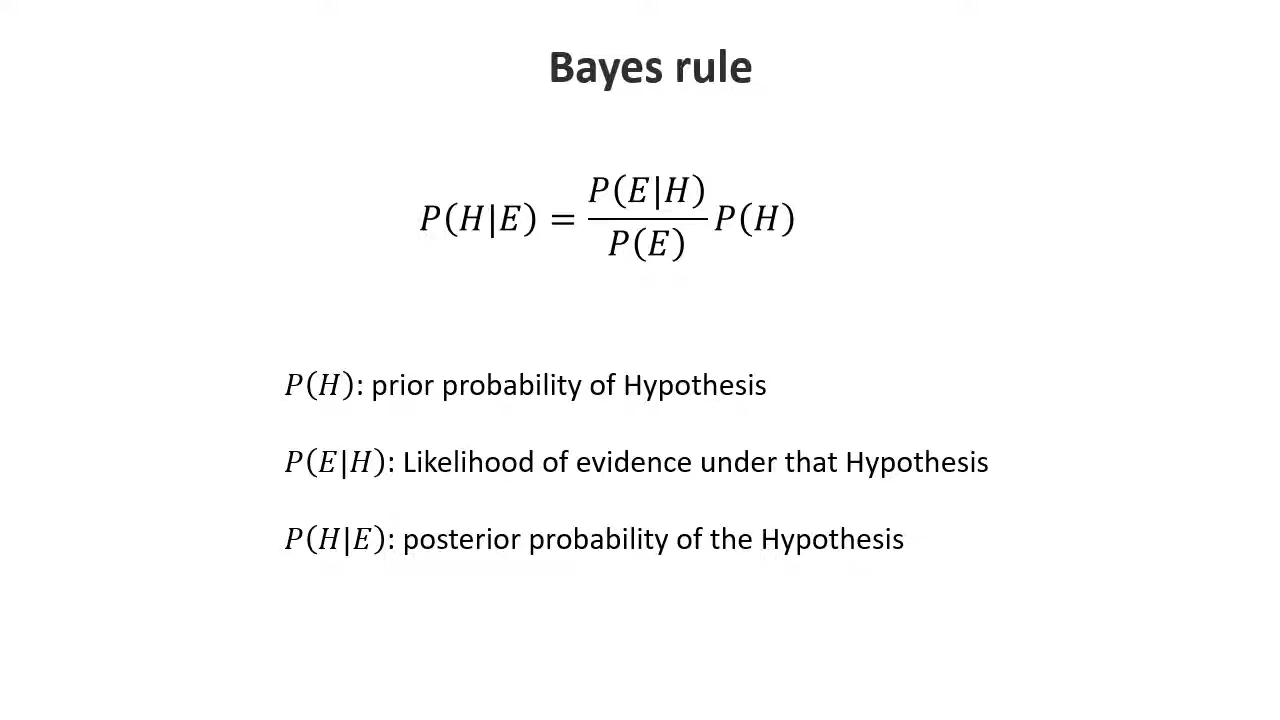 Bayes rule
P(H|E) = P(E|H) / P(E) P(H)
P(H): prior probability of Hypothesis
P(E|H): Likelihood of evidence under that Hypothesis
P(H|E): posterior probability of the Hypothesis